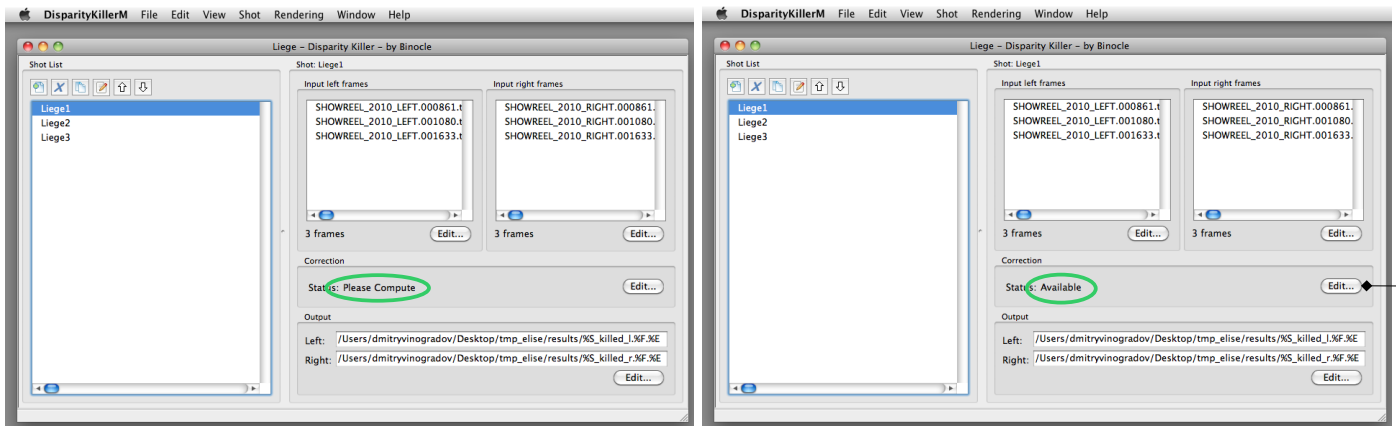 DisparityKillerM File Edit View Shot Rendering Window Help
Liege – Disparity Killer – by Binocle
Shot List
Shot: Liege1
Input left frames
Input right frames
Liege1
Liege2
Liege3
SHOWREEL_2010_LEFT.000861.t
SHOWREEL_2010_LEFT.001080.t
SHOWREEL_2010_LEFT.001633.t
SHOWREEL_2010_RIGHT.000861.
SHOWREEL_2010_RIGHT.001080.
SHOWREEL_2010_RIGHT.001633.
3 frames
Edit...
3 frames
Edit...
Correction
Status: Please Compute
Edit...
Output
Left: /Users/dmitryvinogradov/Desktop/tmp_elise/results/%S_killed_l.%F.%E
Right: /Users/dmitryvinogradov/Desktop/tmp_elise/results/%S_killed_r.%F.%E
Edit...
DisparityKillerM File Edit View Shot Rendering Window Help
Liege – Disparity Killer – by Binocle
Shot List
Shot: Liege1
Input left frames
Input right frames
Liege1
Liege2
Liege3
SHOWREEL_2010_LEFT.000861.t
SHOWREEL_2010_LEFT.001080.t
SHOWREEL_2010_LEFT.001633.t
SHOWREEL_2010_RIGHT.000861.
SHOWREEL_2010_RIGHT.001080.
SHOWREEL_2010_RIGHT.001633.
3 frames
Edit...
3 frames
Edit...
Correction
Status: Available
Edit...
Output
Left: /Users/dmitryvinogradov/Desktop/tmp_elise/results/%S_killed_l.%F.%E
Right: /Users/dmitryvinogradov/Desktop/tmp_elise/results/%S_killed_r.%F.%E
Edit...